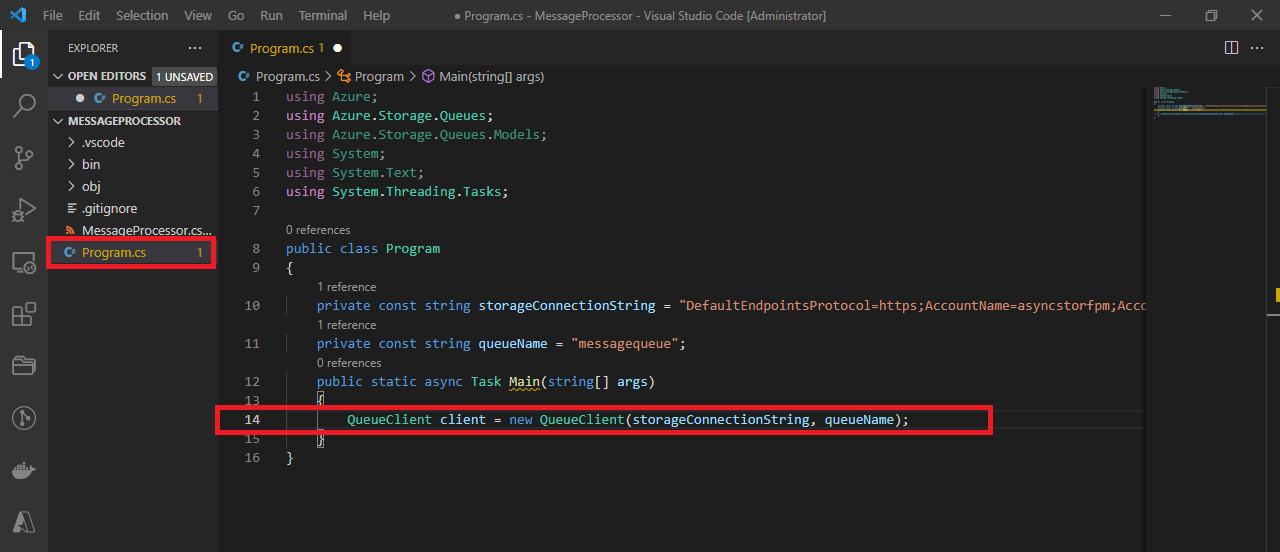 File Edit Selection View Go Run Terminal Help ● Program.cs - MessageProcessor - Visual Studio Code [Administrator]
EXPLORER ···
OPEN EDITORS 1 UNSAVED
● C# Program.cs 1
MESSAGEPROCESSOR
> .vscode
> bin
> obj
.gitignore
MessageProcessor.cs...
C# Program.cs 1
1
C# Program.cs 1 ●
C# Program.cs > Program > Main(string[] args)
1 using Azure;
2 using Azure.Storage.Queues;
3 using Azure.Storage.Queues.Models;
4 using System;
5 using System.Text;
6 using System.Threading.Tasks;
7
0 references
8 public class Program
9 {
1 reference
10 private const string storageConnectionString = "DefaultEndpointsProtocol=https;AccountName=asyncstorfpm;Acco
1 reference
11 private const string queueName = "messagequeue";
0 references
12 public static async Task Main(string[] args)
13 {
14 QueueClient client = new QueueClient(storageConnectionString, queueName);
15 }
16 }